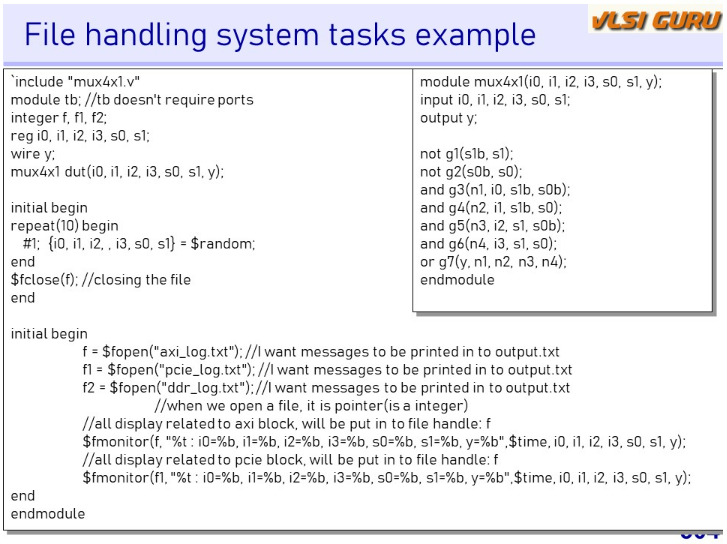 File handling system tasks example
VLSI GURU
`include "mux4x1.v"
module tb; //tb doesn't require ports
integer f, f1, f2;
reg i0, i1, i2, i3, s0, s1;
wire y;
mux4x1 dut(i0, i1, i2, i3, s0, s1, y);
initial begin
repeat(10) begin
#1; {i0, i1, i2, , i3, s0, s1} = $random;
end
$fclose(f); //closing the file
end
initial begin
f = $fopen("axi_log.txt"); //I want messages to be printed in to output.txt
f1 = $fopen("pcie_log.txt"); //I want messages to be printed in to output.txt
f2 = $fopen("ddr_log.txt"); //I want messages to be printed in to output.txt
//when we open a file, it is pointer(is a integer)
//all display related to axi block, will be put in to file handle: f
$fmonitor(f, "%t : i0=%b, i1=%b, i2=%b, i3=%b, s0=%b, s1=%b, y=%b",$time, i0, i1, i2, i3, s0, s1, y);
//all display related to pcie block, will be put in to file handle: f
$fmonitor(f1, "%t : i0=%b, i1=%b, i2=%b, i3=%b, s0=%b, s1=%b, y=%b",$time, i0, i1, i2, i3, s0, s1, y);
end
endmodule
module mux4x1(i0, i1, i2, i3, s0, s1, y);
input i0, i1, i2, i3, s0, s1;
output y;
not g1(s1b, s1);
not g2(s0b, s0);
and g3(n1, i0, s1b, s0b);
and g4(n2, i1, s1b, s0);
and g5(n3, i2, s1, s0b);
and g6(n4, i3, s1, s0);
or g7(y, n1, n2, n3, n4);
endmodule